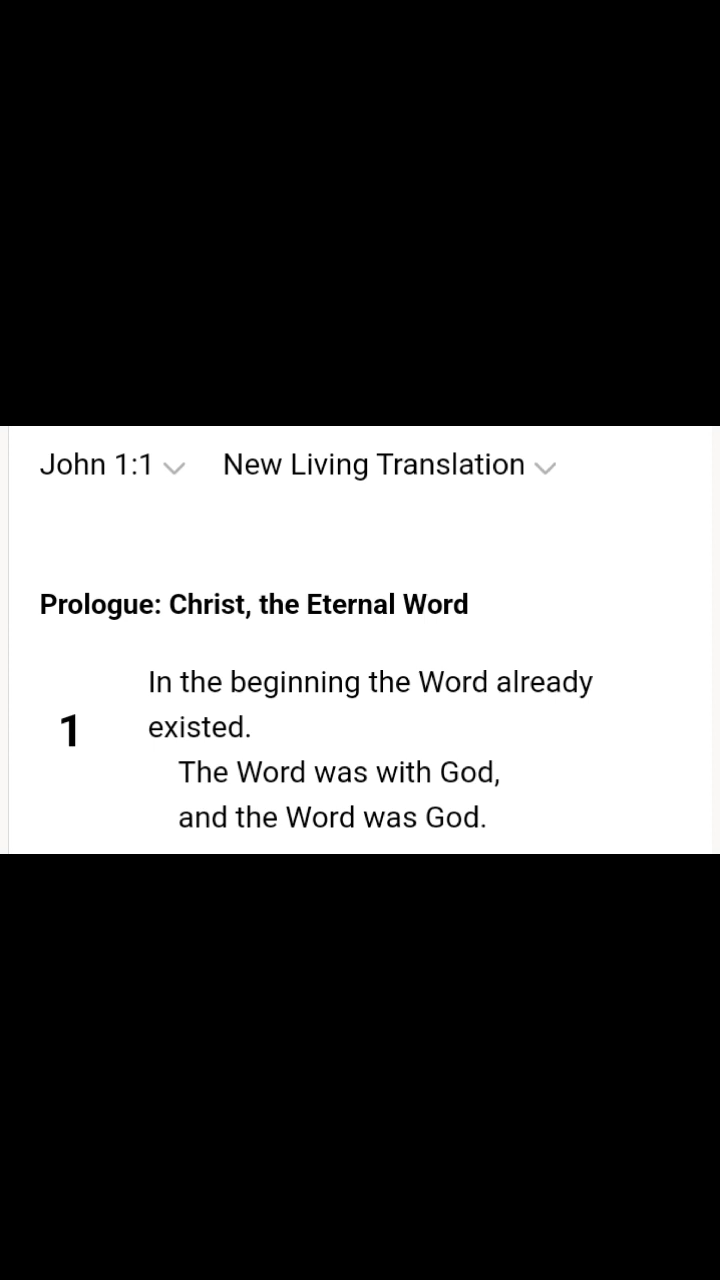 John 1:1 New Living Translation
Prologue: Christ, the Eternal Word
In the beginning the Word already
1 existed.
The Word was with God,
and the Word was God.